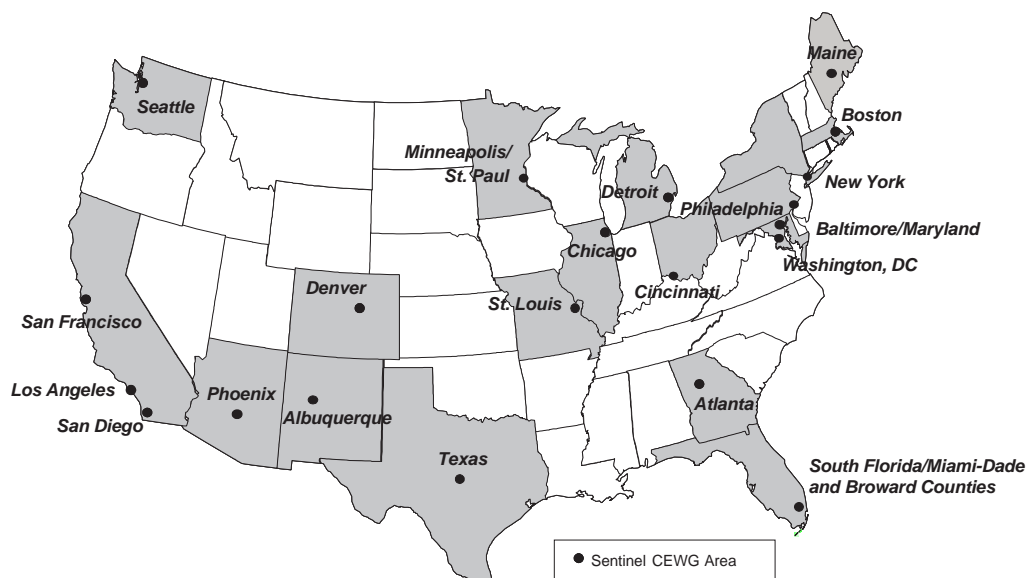 Maine
Seattle
Boston
Minneapolis/
St. Paul
New York
Detroit
Philadelphia
Baltimore/Maryland
Chicago
Washington, DC
Denver
Cincinnati
St. Louis
San Francisco
Los Angeles
Phoenix
Albuquerque
Atlanta
San Diego
Texas
South Florida/Miami-Dade
and Broward Counties
Sentinel CEWG Area